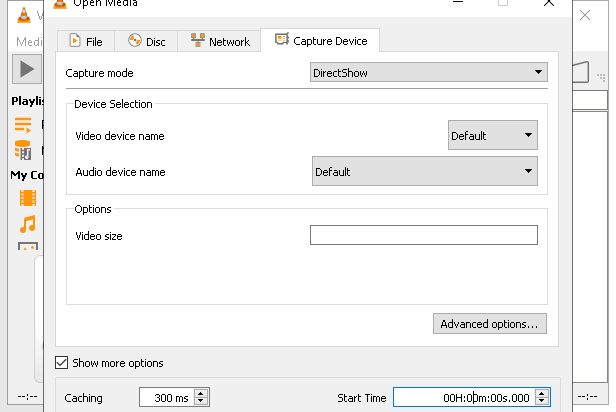 Open Media
Medi
File
Disc
Network
Capture Device
Capture mode
DirectShow
Playlis
Device Selection
Video device name
Default
Audio device name
Default
My Co
Options
Video size
Advanced options...
Show more options
--:--
Caching
300 ms
Start Time
00H:00m:00s.000
--:--